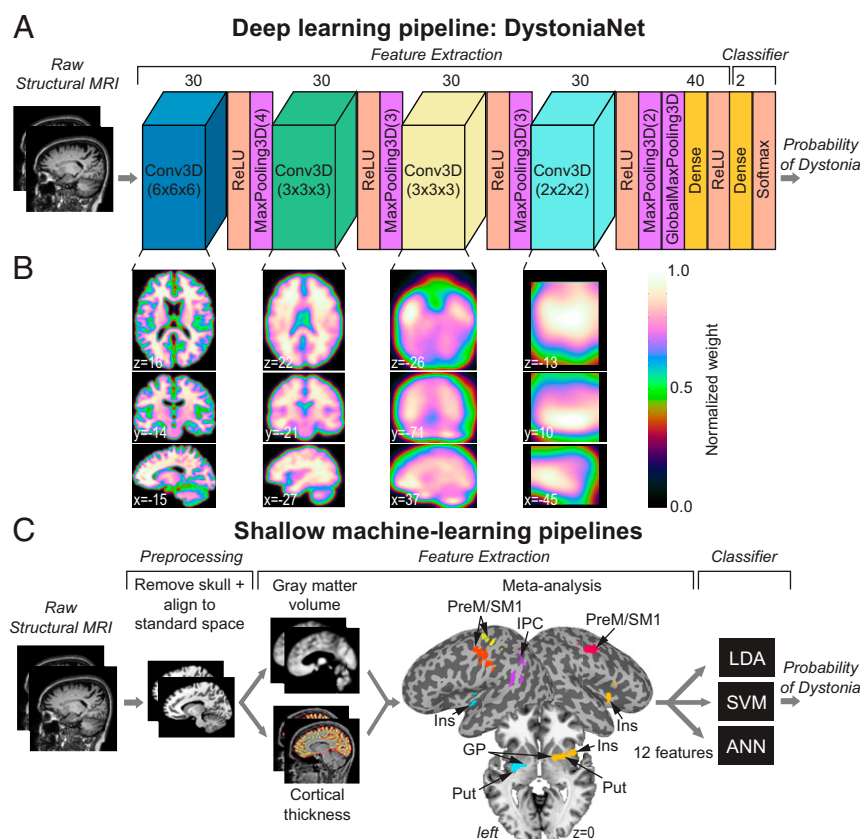 A
Deep learning pipeline: DystoniaNet
Raw
Structural MRI
Feature Extraction
Classifier
30
30
30
30
40
2
Conv3D
(6x6x6)
ReLU
MaxPooling3D(4)
Conv3D
(3x3x3)
ReLU
MaxPooling3D(3)
Conv3D
(3x3x3)
ReLU
MaxPooling3D(3)
Conv3D
(2x2x2)
ReLU
MaxPooling3D(2)
GlobalMaxPooling3D
Dense
ReLU
Dense
Softmax
Probability
of Dystonia
B
z=16
z=22
z=-26
z=-13
y=-14
y=-21
y=-71
y=10
x=-15
x=-27
x=37
x=-45
1.0
0.5
0.0
Normalized weight
C
Shallow machine-learning pipelines
Preprocessing
Feature Extraction
Classifier
Raw
Structural MRI
Remove skull +
align to
standard space
Gray matter
volume
Cortical
thickness
Meta-analysis
PreM/SM1
IPC
PreM/SM1
Ins
Ins
GP
Ins
Put
Put
left
z=0
12 features
LDA
SVM
ANN
Probability
of Dystonia